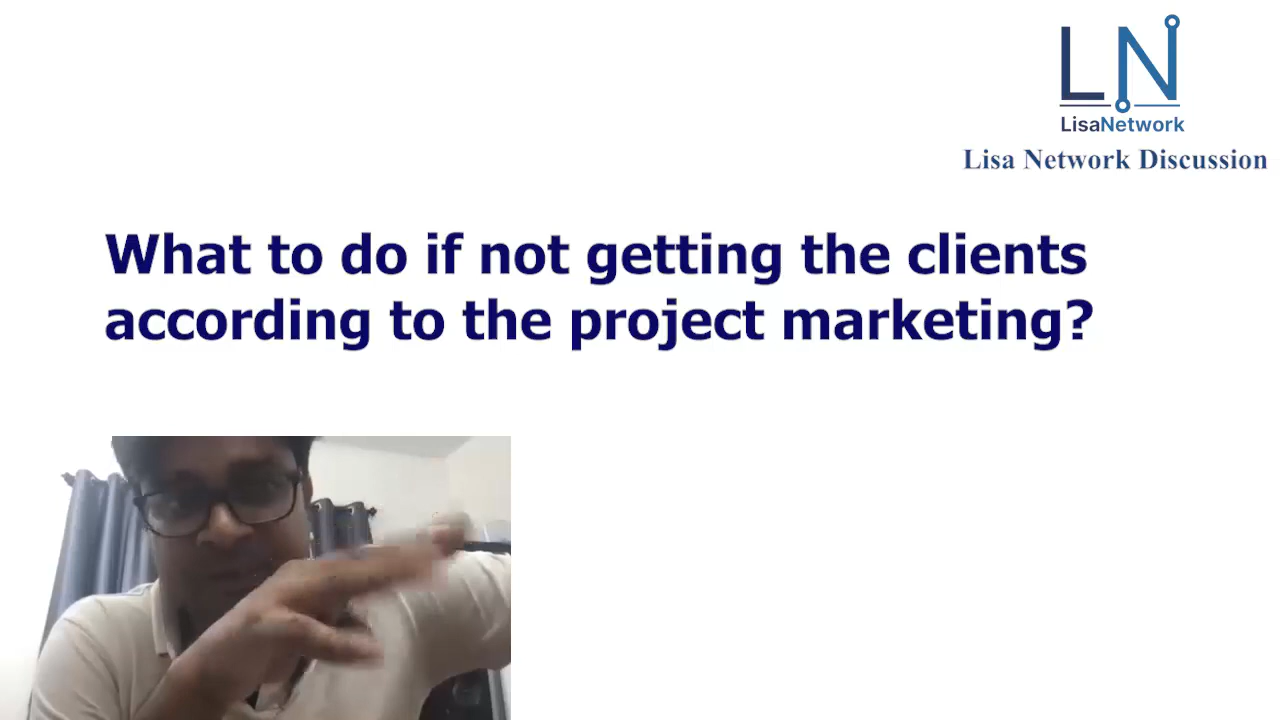 LN
LisaNetwork
Lisa Network Discussion
What to do if not getting the clients
according to the project marketing?